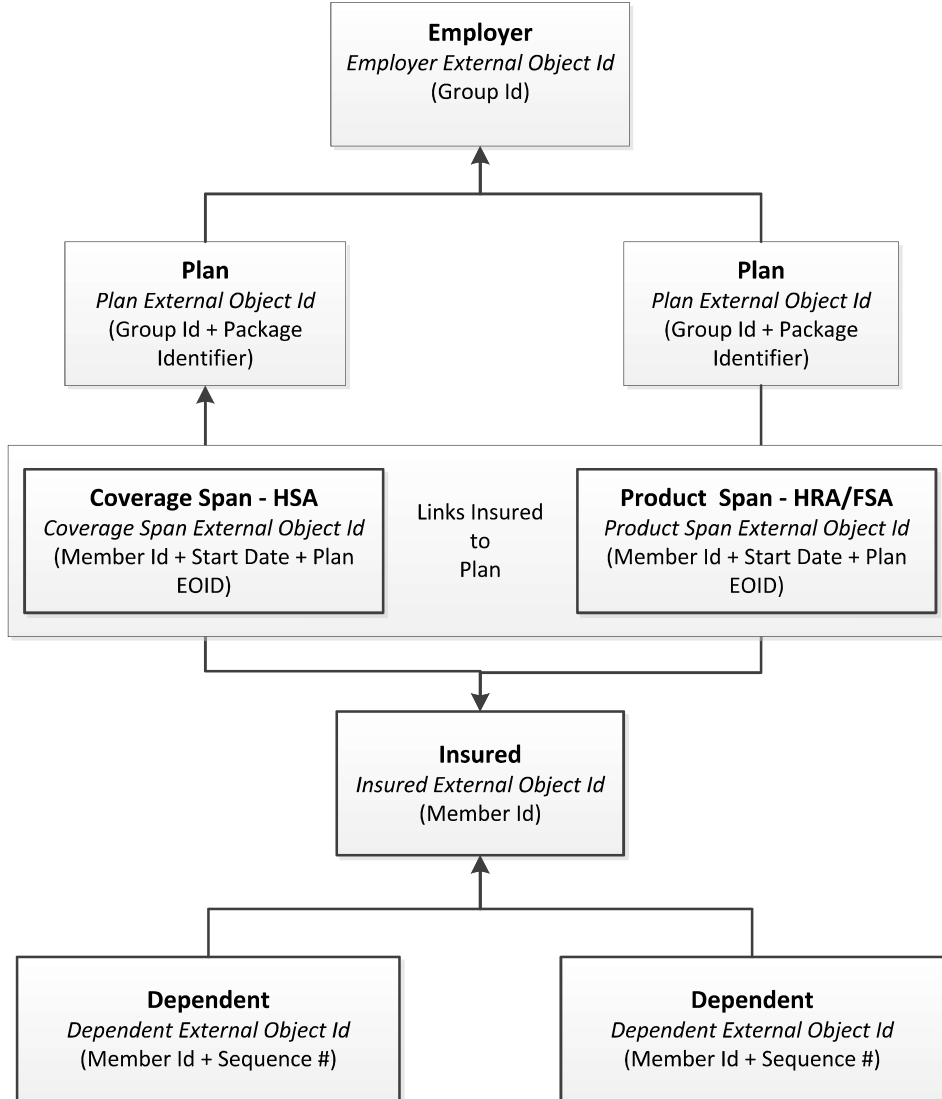 Employer
Employer External Object Id
(Group Id)
Plan
Plan External Object Id
(Group Id + Package
Identifier)
Plan
Plan External Object Id
(Group Id + Package
Identifier)
Coverage Span - HSA
Coverage Span External Object Id
(Member Id + Start Date + Plan
EOID)
Links Insured
to
Plan
Product  Span - HRA/FSA
Product Span External Object Id
(Member Id + Start Date + Plan
EOID)
Insured
Insured External Object Id
(Member Id)
Dependent
Dependent External Object Id
(Member Id + Sequence #)
Dependent
Dependent External Object Id
(Member Id + Sequence #)